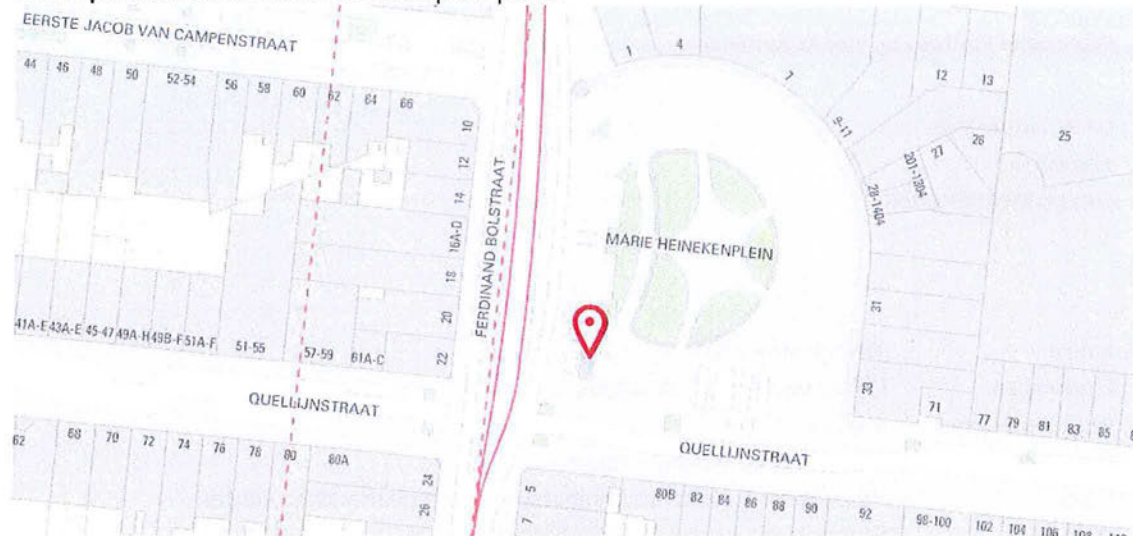 EERSTE JACOB VAN CAMPENSTRAAT
44 46 48 50 52-54 56 58 60 62 64 66
10
12
14
16A-D
18
20
22
41A-E 43A-E 45-47 49A-H 49B-F 51A-F 51-55 57-59 61A-C
FERDINAND BOLSTRAAT
MARIE HEINEKENPLEIN
1 4 7 9-11 12 13
201-1304 27 26 25
28-1404
31
33
71 77 79 81 83 85
QUELLIJNSTRAAT
QUELLIJNSTRAAT
62 68 70 72 74 76 78 80 80A
24
26
5
7
80B 82 84 86 88 90 92 98-100 102 104 106 108